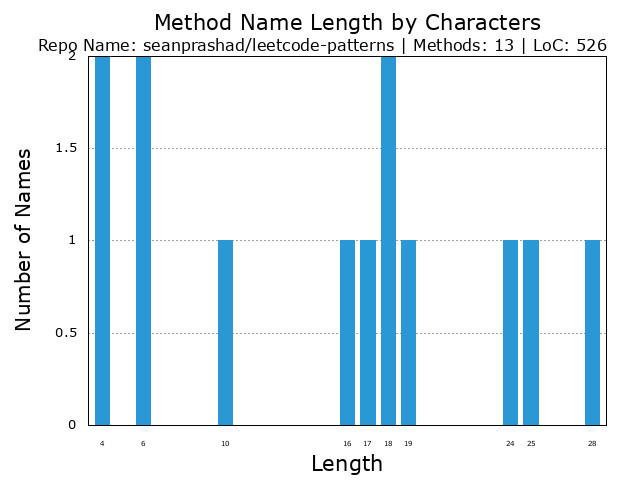 Method Name Length by Characters
Repo Name: seanprashad/leetcode-patterns | Methods: 13 | LoC: 526
2
1.5
1
0.5
0
Number of Names
4 6 10 16 17 18 19 24 25 28
Length